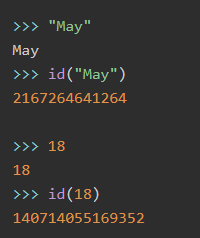 >>> "May"
May
>>> id("May")
2167264641264
>>> 18
18
>>> id(18)
140714055169352